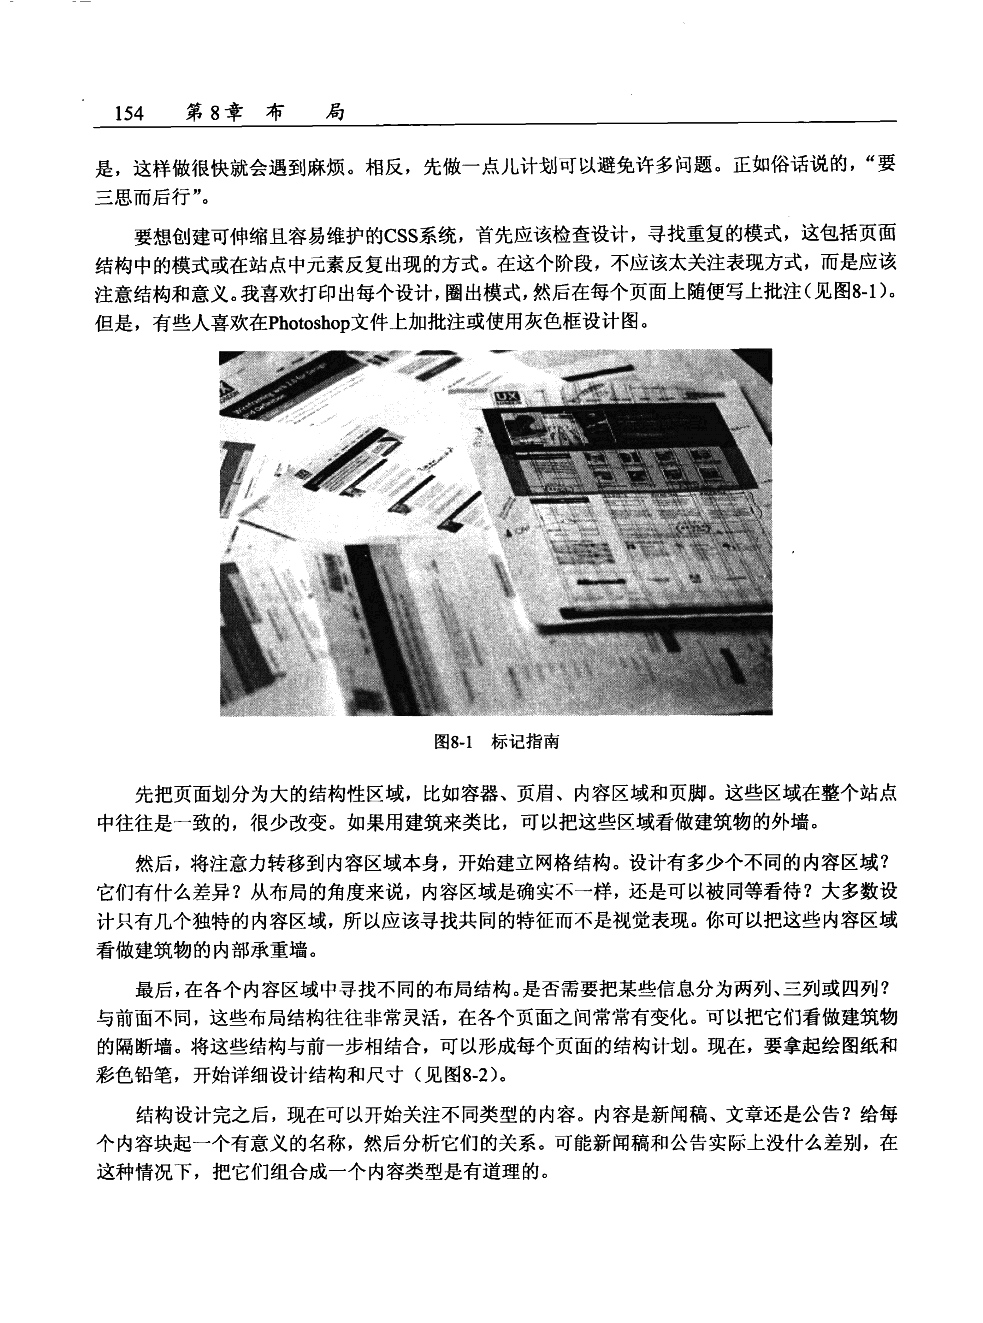 154 第8章 布 局
是，这样做很快就会遇到麻烦。相反，先做一点儿计划可以避免许多问题。正如俗话说的，“要
三思而后行”。
要想创建可伸缩且容易维护的CSS系统，首先应该检查设计，寻找重复的模式，这包括页面
结构中的模式或在站点中元素反复出现的方式。在这个阶段，不应该太关注表现方式，而是应该
注意结构和意义。我喜欢打印出每个设计，圈出模式，然后在每个页面上随便写上批注（见图8-1）。
但是，有些人喜欢在Photoshop文件上加批注或使用灰色框设计图。
UX
图8-1 标记指南
先把页面划分为大的结构性区域，比如容器、页眉、内容区域和页脚。这些区域在整个站点
中往往是一致的，很少改变。如果用建筑来类比，可以把这些区域看做建筑物的外墙。
然后，将注意力转移到内容区域本身，开始建立网格结构。设计有多少个不同的内容区域？
它们有什么差异？从布局的角度来说，内容区域是确实不一样，还是可以被同等看待？大多数设
计只有几个独特的内容区域，所以应该寻找共同的特征而不是视觉表现。你可以把这些内容区域
看做建筑物的内部承重墙。
最后，在各个内容区域中寻找不同的布局结构。是否需要把某些信息分为两列、三列或四列？
与前面不同，这些布局结构往往非常灵活，在各个页面之间常常有变化。可以把它们看做建筑物
的隔断墙。将这些结构与前一步相结合，可以形成每个页面的结构计划。现在，要拿起绘图纸和
彩色铅笔，开始详细设计结构和尺寸（见图8-2）。
结构设计完之后，现在可以开始关注不同类型的内容。内容是新闻稿、文章还是公告？给每
个内容块起一个有意义的名称，然后分析它们的关系。可能新闻稿和公告实际上没什么差别，在
这种情况下，把它们组合成一个内容类型是有道理的。